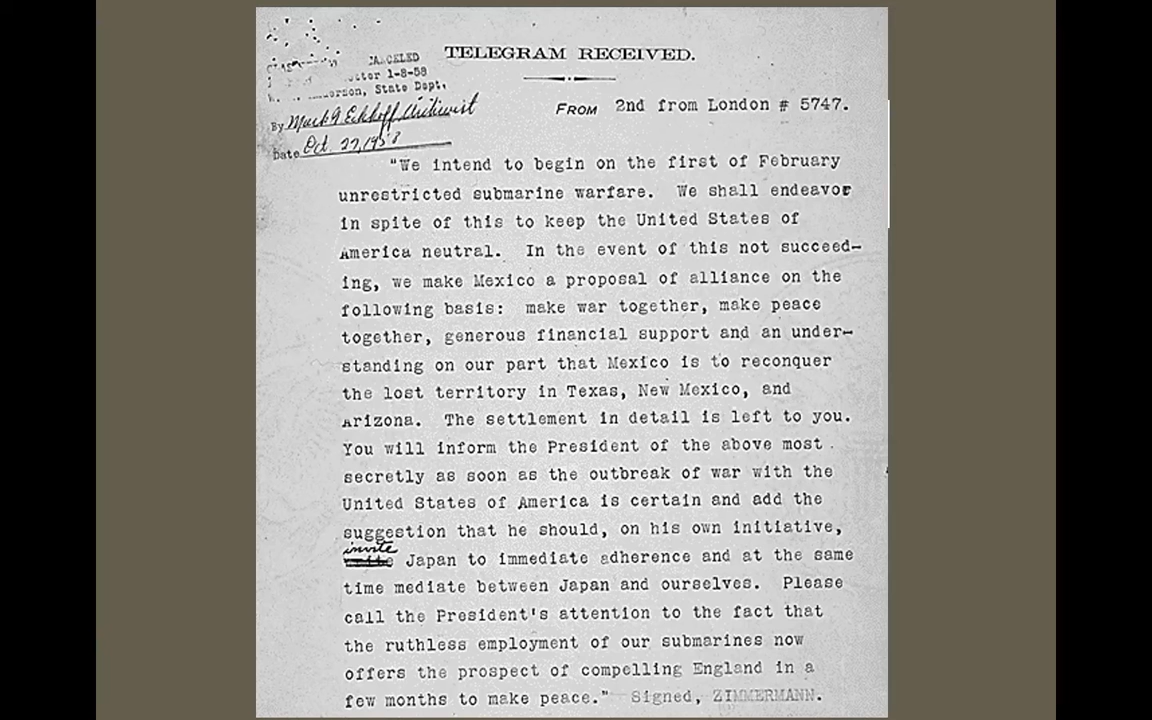 TELEGRAM RECEIVED.
CANCELED
1-8-58
State Dept.
By Mark G Eckhoff, Archivist
Date Oct. 27, 1958
FROM 2nd from London # 5747.
"We intend to begin on the first of February
unrestricted submarine warfare. We shall endeavor
in spite of this to keep the United States of
America neutral. In the event of this not succeed-
ing, we make Mexico a proposal of alliance on the
following basis: make war together, make peace
together, generous financial support and an under-
standing on our part that Mexico is to reconquer
the lost territory in Texas, New Mexico, and
Arizona. The settlement in detail is left to you.
You will inform the President of the above most
secretly as soon as the outbreak of war with the
United States of America is certain and add the
suggestion that he should, on his own initiative,
invite
Japan to immediate adherence and at the same
time mediate between Japan and ourselves. Please
call the President's attention to the fact that
the ruthless employment of our submarines now
offers the prospect of compelling England in a
few months to make peace." Signed, ZIMMERMANN.